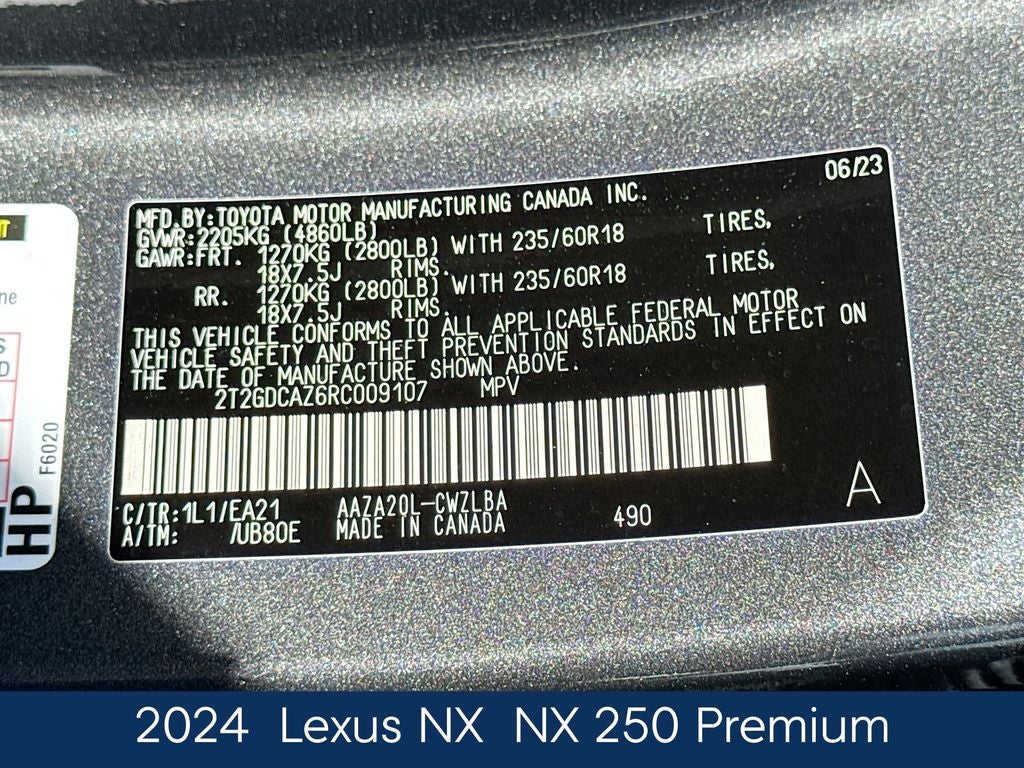 06/23
MFD.BY:TOYOTA MOTOR MANUFACTURING CANADA INC.
GVWR:2205KG (4860LB)
GAWR:FRT. 1270KG (2800LB) WITH 235/60R18 TIRES,
18X7.5J RIMS.
RR. 1270KG (2800LB) WITH 235/60R18 TIRES,
18X7.5J RIMS.
THIS VEHICLE CONFORMS TO ALL APPLICABLE FEDERAL MOTOR
VEHICLE SAFETY AND THEFT PREVENTION STANDARDS IN EFFECT ON
THE DATE OF MANUFACTURE SHOWN ABOVE.
2T2GDCAZ6RC009107 MPV
C/TR:1L1/EA21 AAZA20L-CWZLBA
A/TM: /UB80E MADE IN CANADA 490
A
F6020
HP
2024 Lexus NX NX 250 Premium